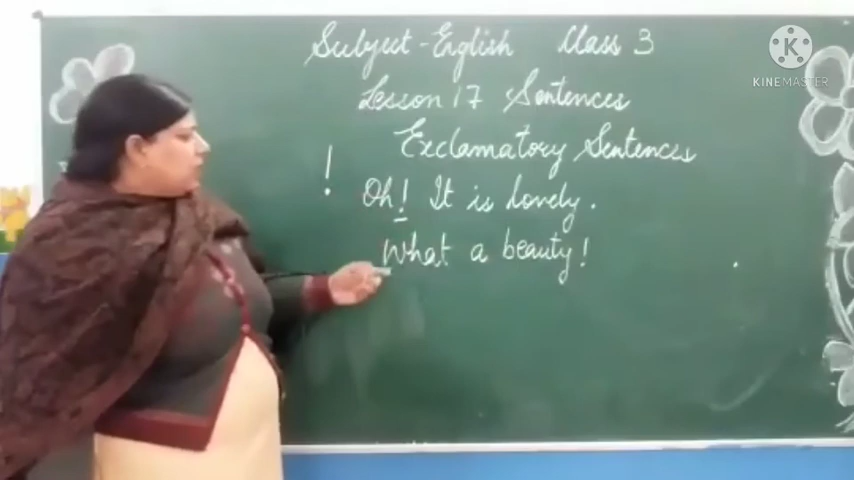 Subject - English Class 3
Lesson 17 Sentences
Exclamatory Sentences
!
Oh! It is lovely.
What a beauty!
K
KINEMASTER